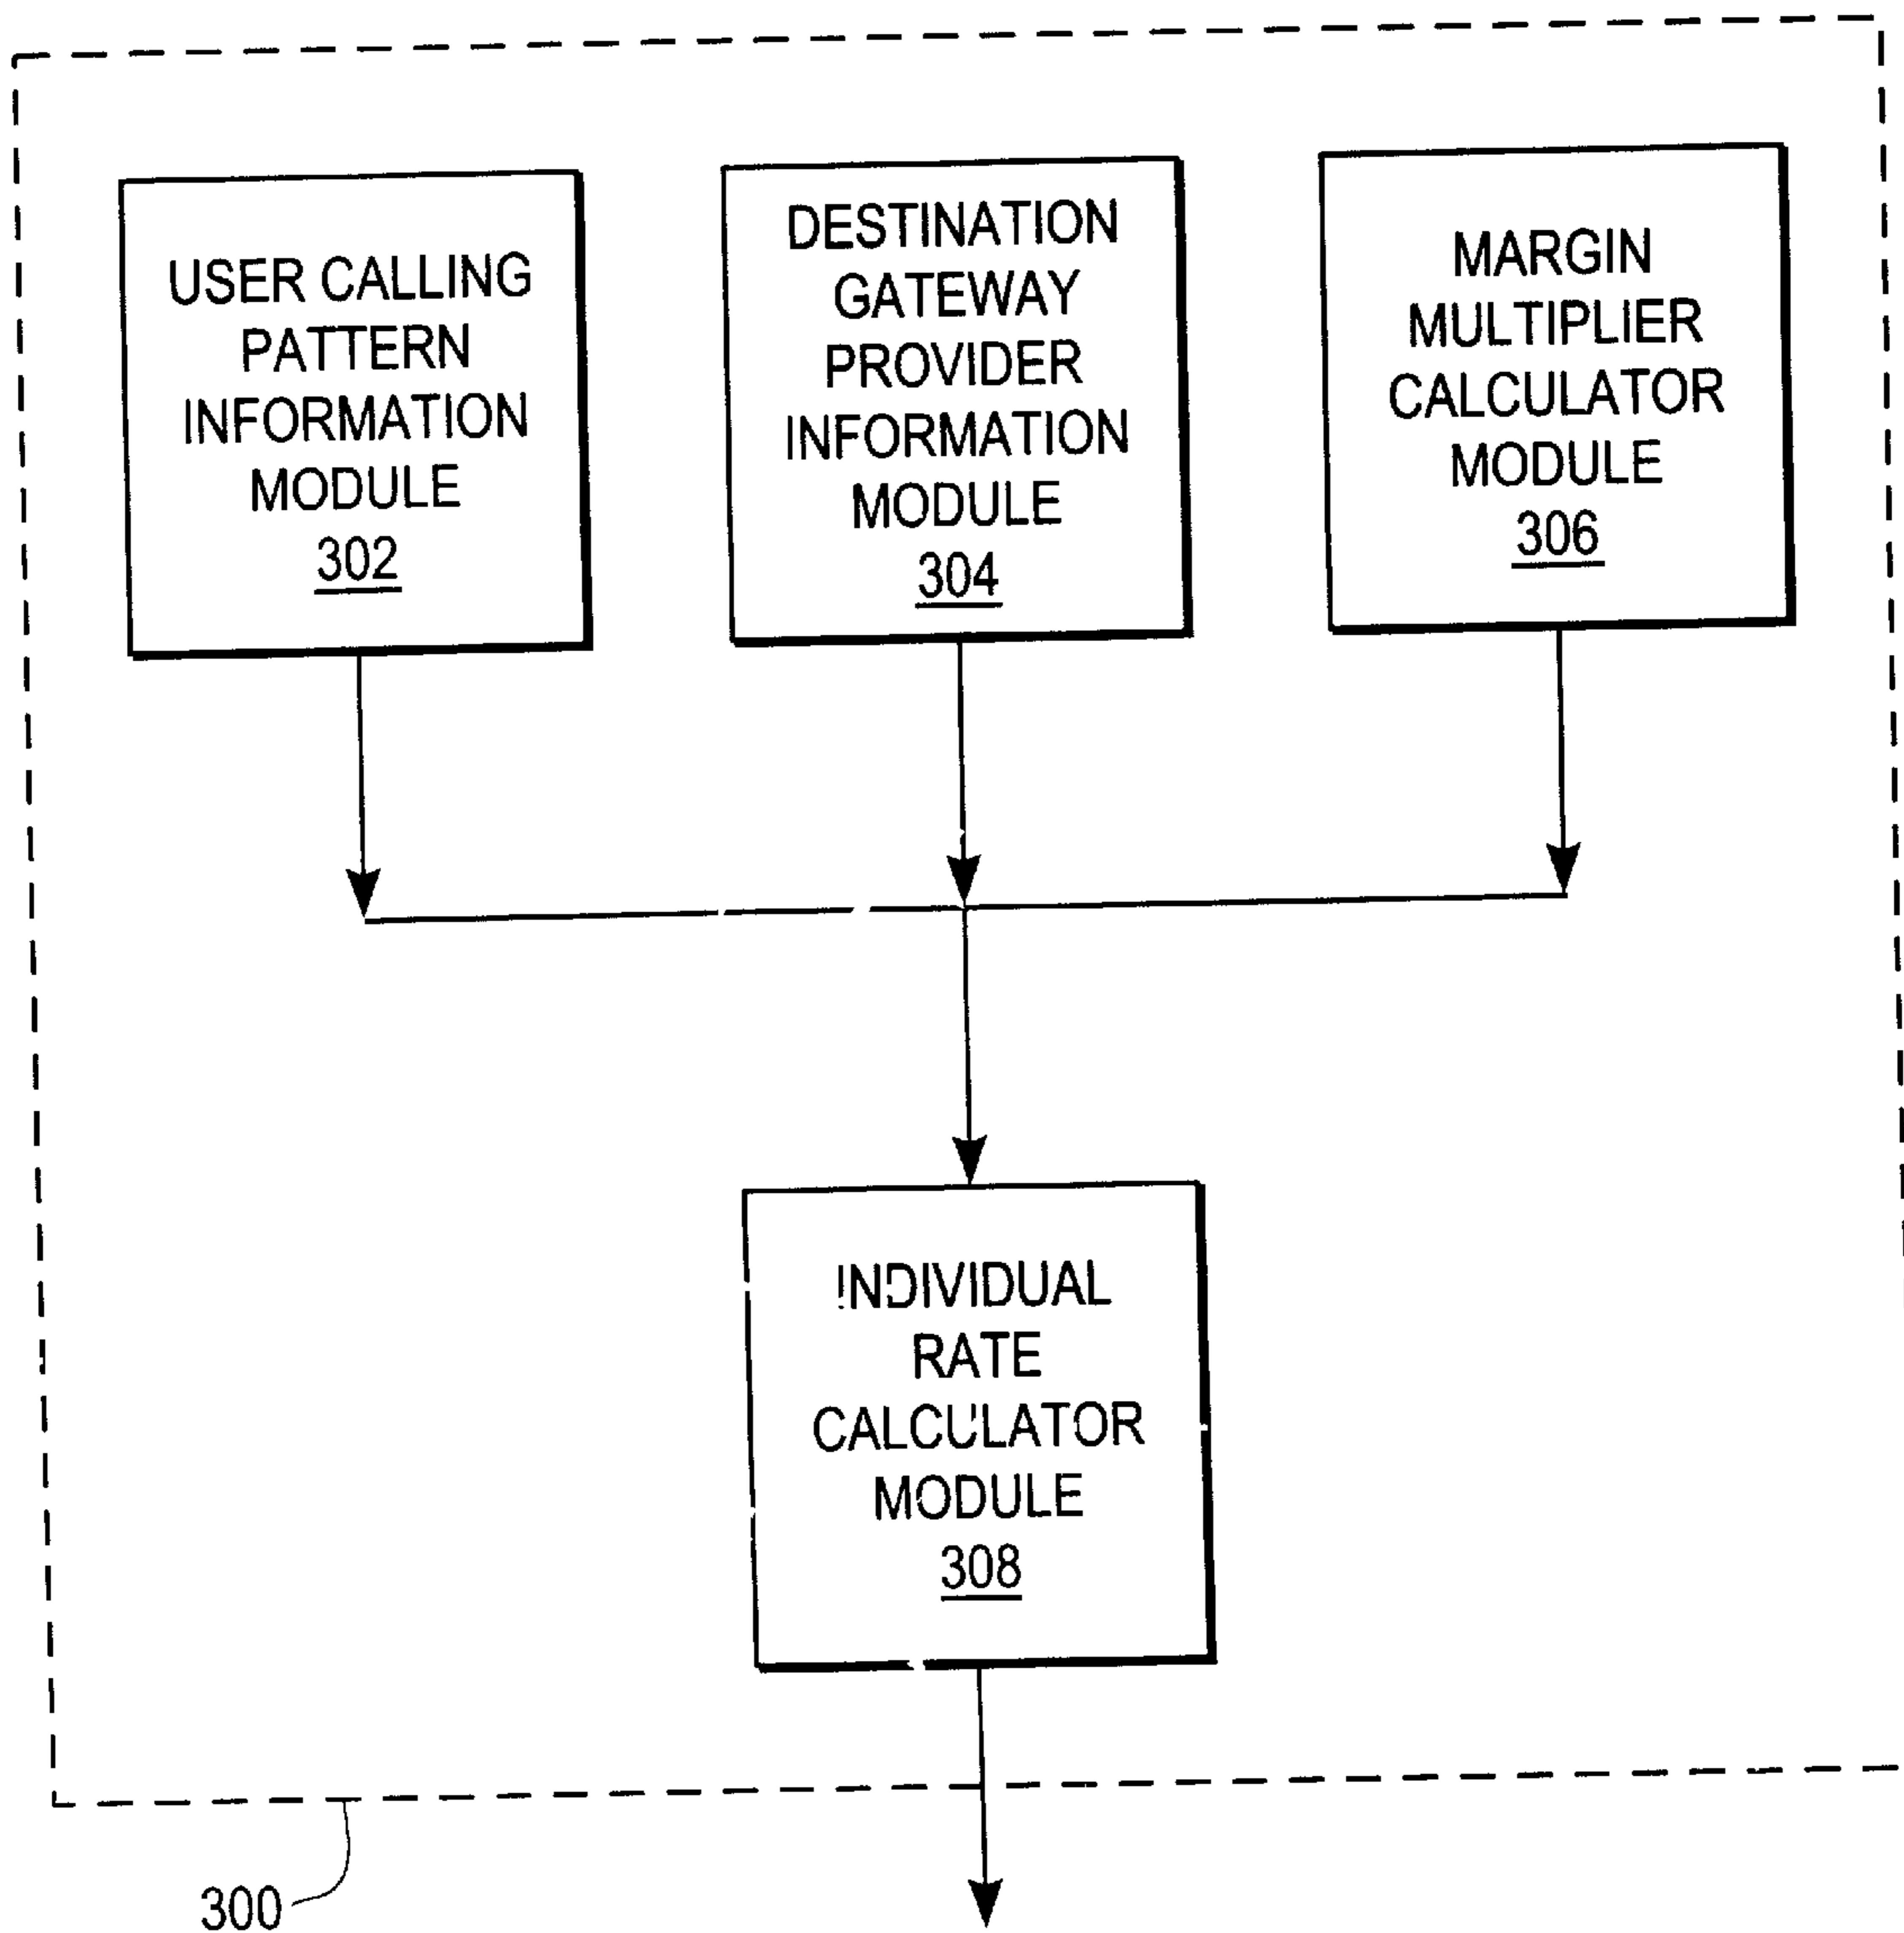 USER CALLING
PATTERN
INFORMATION
MODULE
302
DESTINATION
GATEWAY
PROVIDER
INFORMATION
MODULE
304
MARGIN
MULTIPLIER
CALCULATOR
MODULE
306
INDIVIDUAL
RATE
CALCULATOR
MODULE
308
300